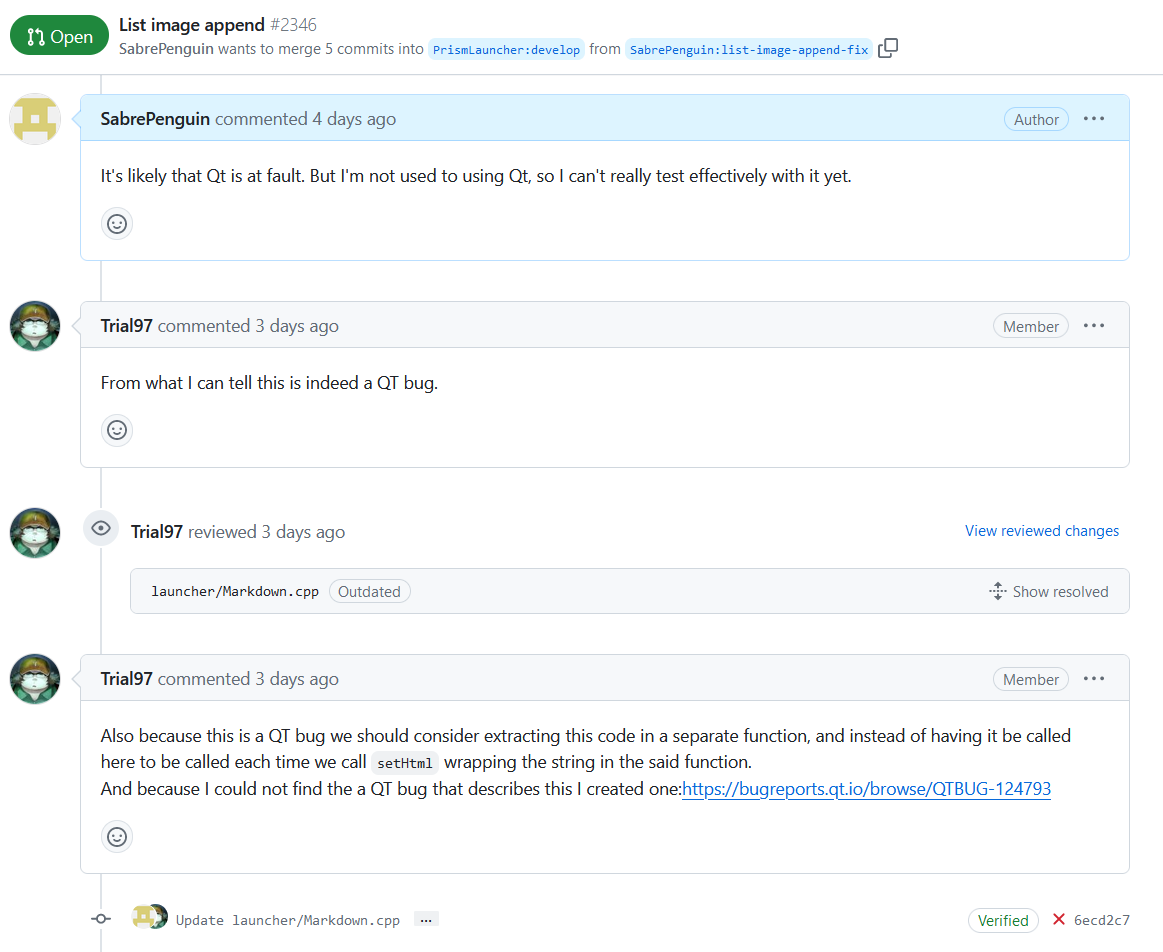 Open
List image append #2346
SabrePenguin wants to merge 5 commits into PrismLauncher:develop from SabrePenguin:list-image-append-fix
SabrePenguin commented 4 days ago
Author
It's likely that Qt is at fault. But I'm not used to using Qt, so I can't really test effectively with it yet.
Trial97 commented 3 days ago
Member
From what I can tell this is indeed a QT bug.
Trial97 reviewed 3 days ago
View reviewed changes
launcher/Markdown.cpp Outdated
Show resolved
Trial97 commented 3 days ago
Member
Also because this is a QT bug we should consider extracting this code in a separate function, and instead of having it be called
here to be called each time we call setHtml wrapping the string in the said function.
And because I could not find the a QT bug that describes this I created one:https://bugreports.qt.io/browse/QTBUG-124793
Update launcher/Markdown.cpp ...
Verified
6ecd2c7